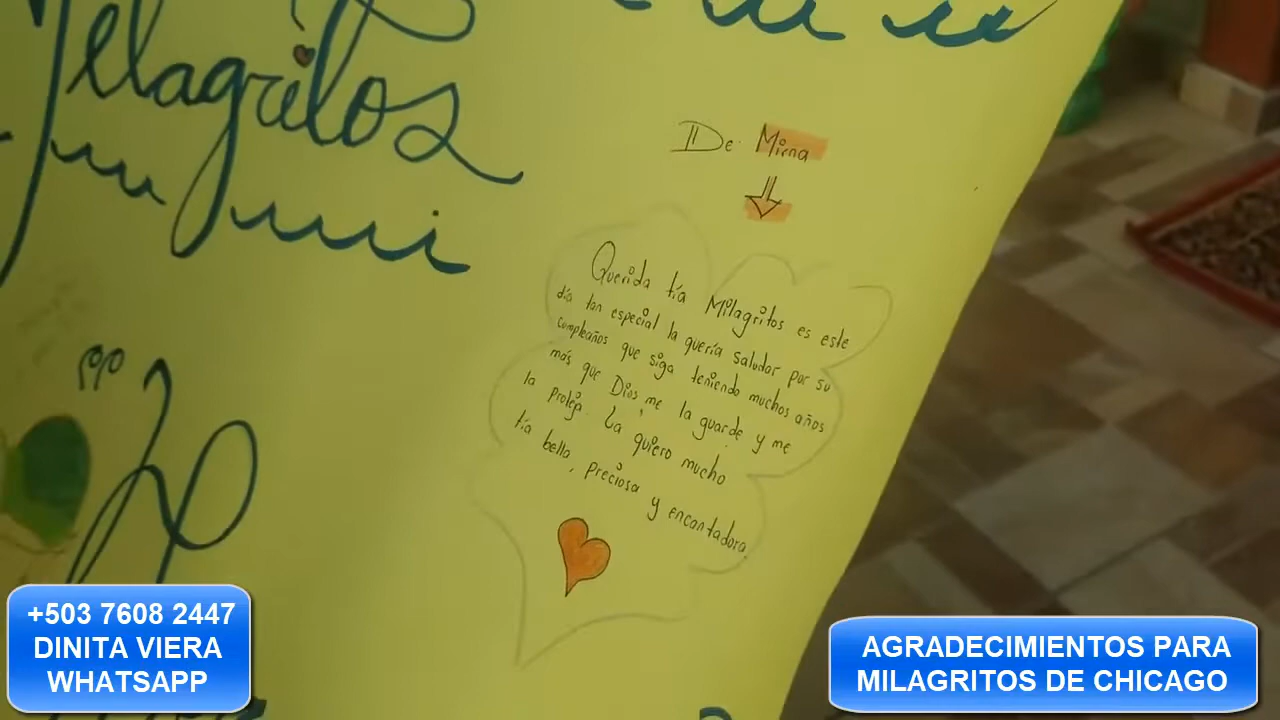 Milagritos
De Mirna
Querida tía Milagritos es este
día tan especial la quería saludar por su
cumpleaños que siga teniendo muchos años
más que Dios me la guarde y me
la proteja. La quiero mucho
tía bella, preciosa y encantadora
+503 7608 2447
DINITA VIERA
WHATSAPP
AGRADECIMIENTOS PARA
MILAGRITOS DE CHICAGO